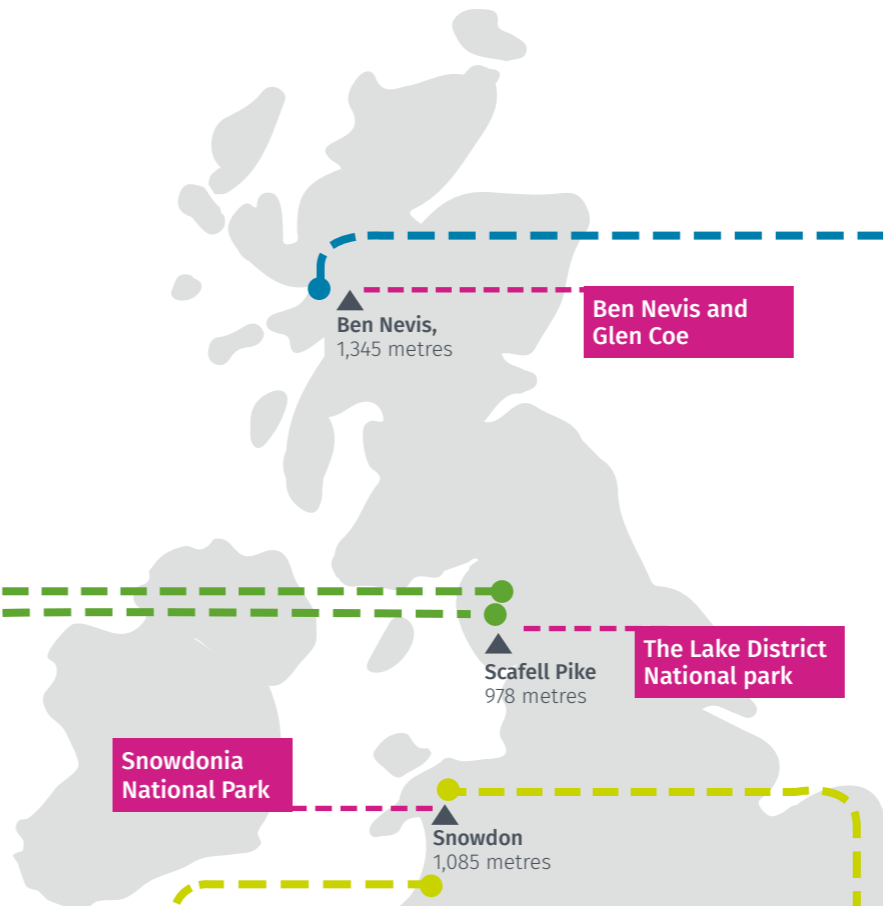 Ben Nevis and
Glen Coe
Ben Nevis,
1,345 metres
The Lake District
National park
Scafell Pike
978 metres
Snowdonia
National Park
Snowdon
1,085 metres